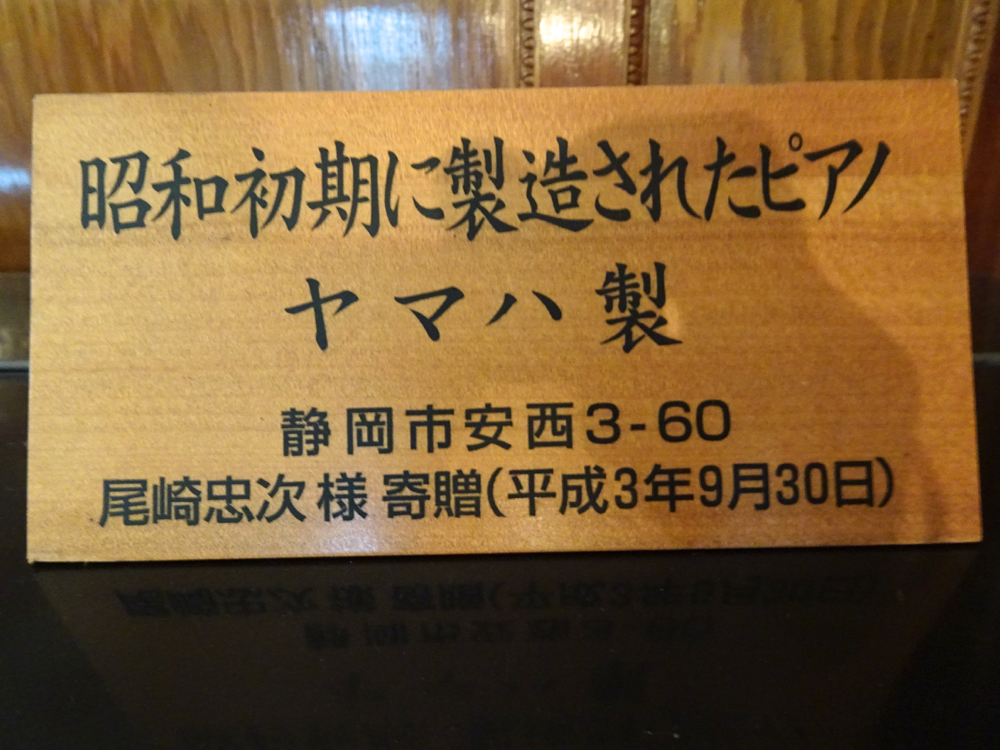 昭和初期に製造されたピアノ
ヤマハ製
静岡市安西3-60
尾崎忠次様寄贈(平成3年9月30日)